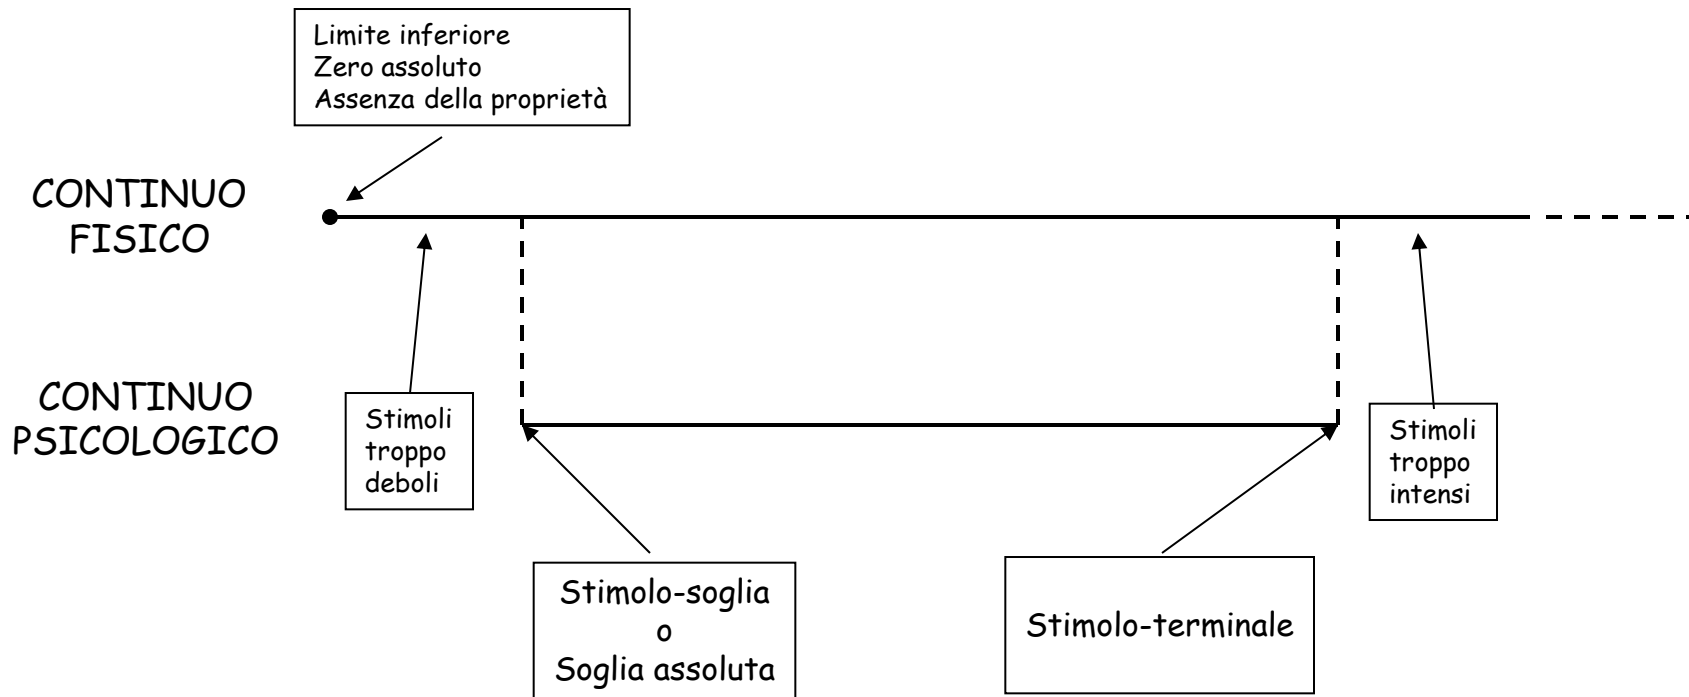 Limite inferiore
Zero assoluto
Assenza della proprietà
CONTINUO
FISICO
CONTINUO
PSICOLOGICO
Stimoli
troppo
deboli
Stimoli
troppo
intensi
Stimolo-soglia
o
Soglia assoluta
Stimolo-terminale